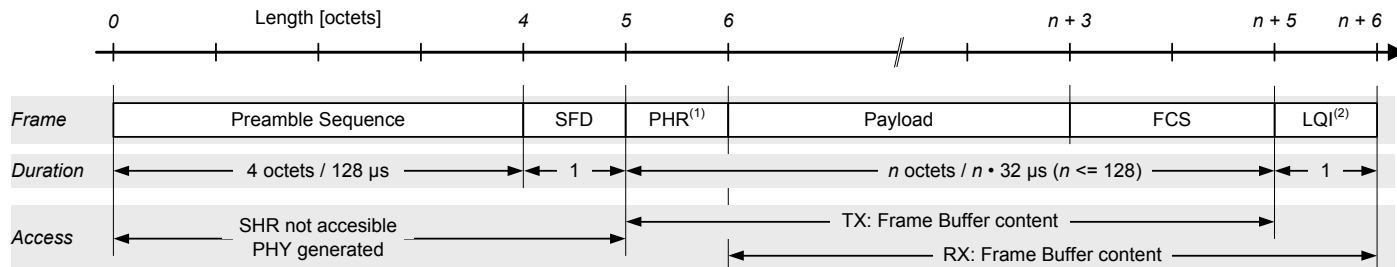 0 Length [octets] 4 5 6 n + 3 n + 5 n + 6
Frame Preamble Sequence SFD PHR(1) Payload FCS LQI(2)
Duration 4 octets / 128 µs 1 n octets / n • 32 µs (n <= 128) 1
Access
SHR not accesible
PHY generated
TX: Frame Buffer content
RX: Frame Buffer content